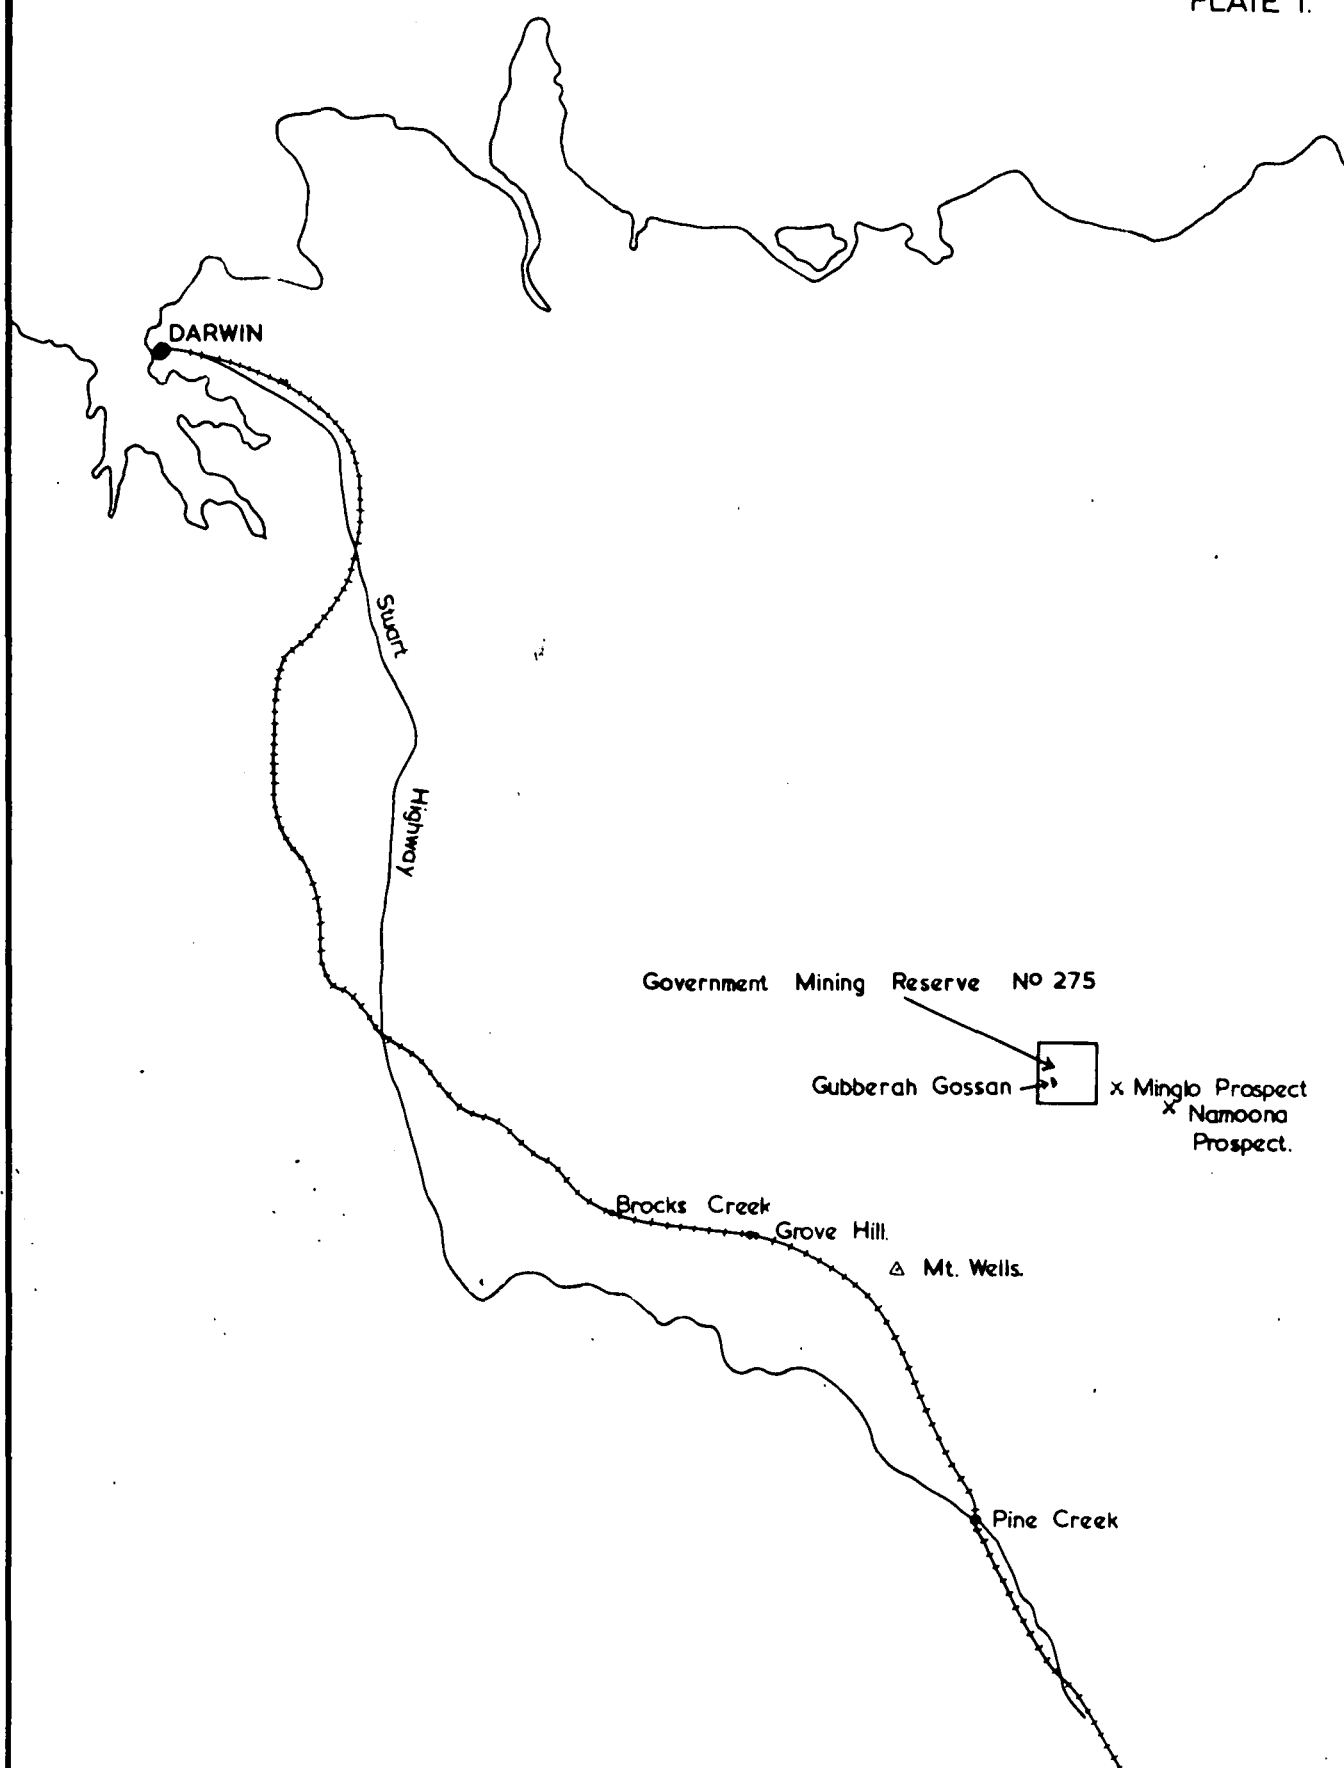 PLATE 1.
DARWIN
Stuart
Highway
Government Mining Reserve Nº 275
Gubberah Gossan
x Minglo Prospect
x Namoona
Prospect.
Brocks Creek
Grove Hill.
Mt. Wells.
Pine Creek